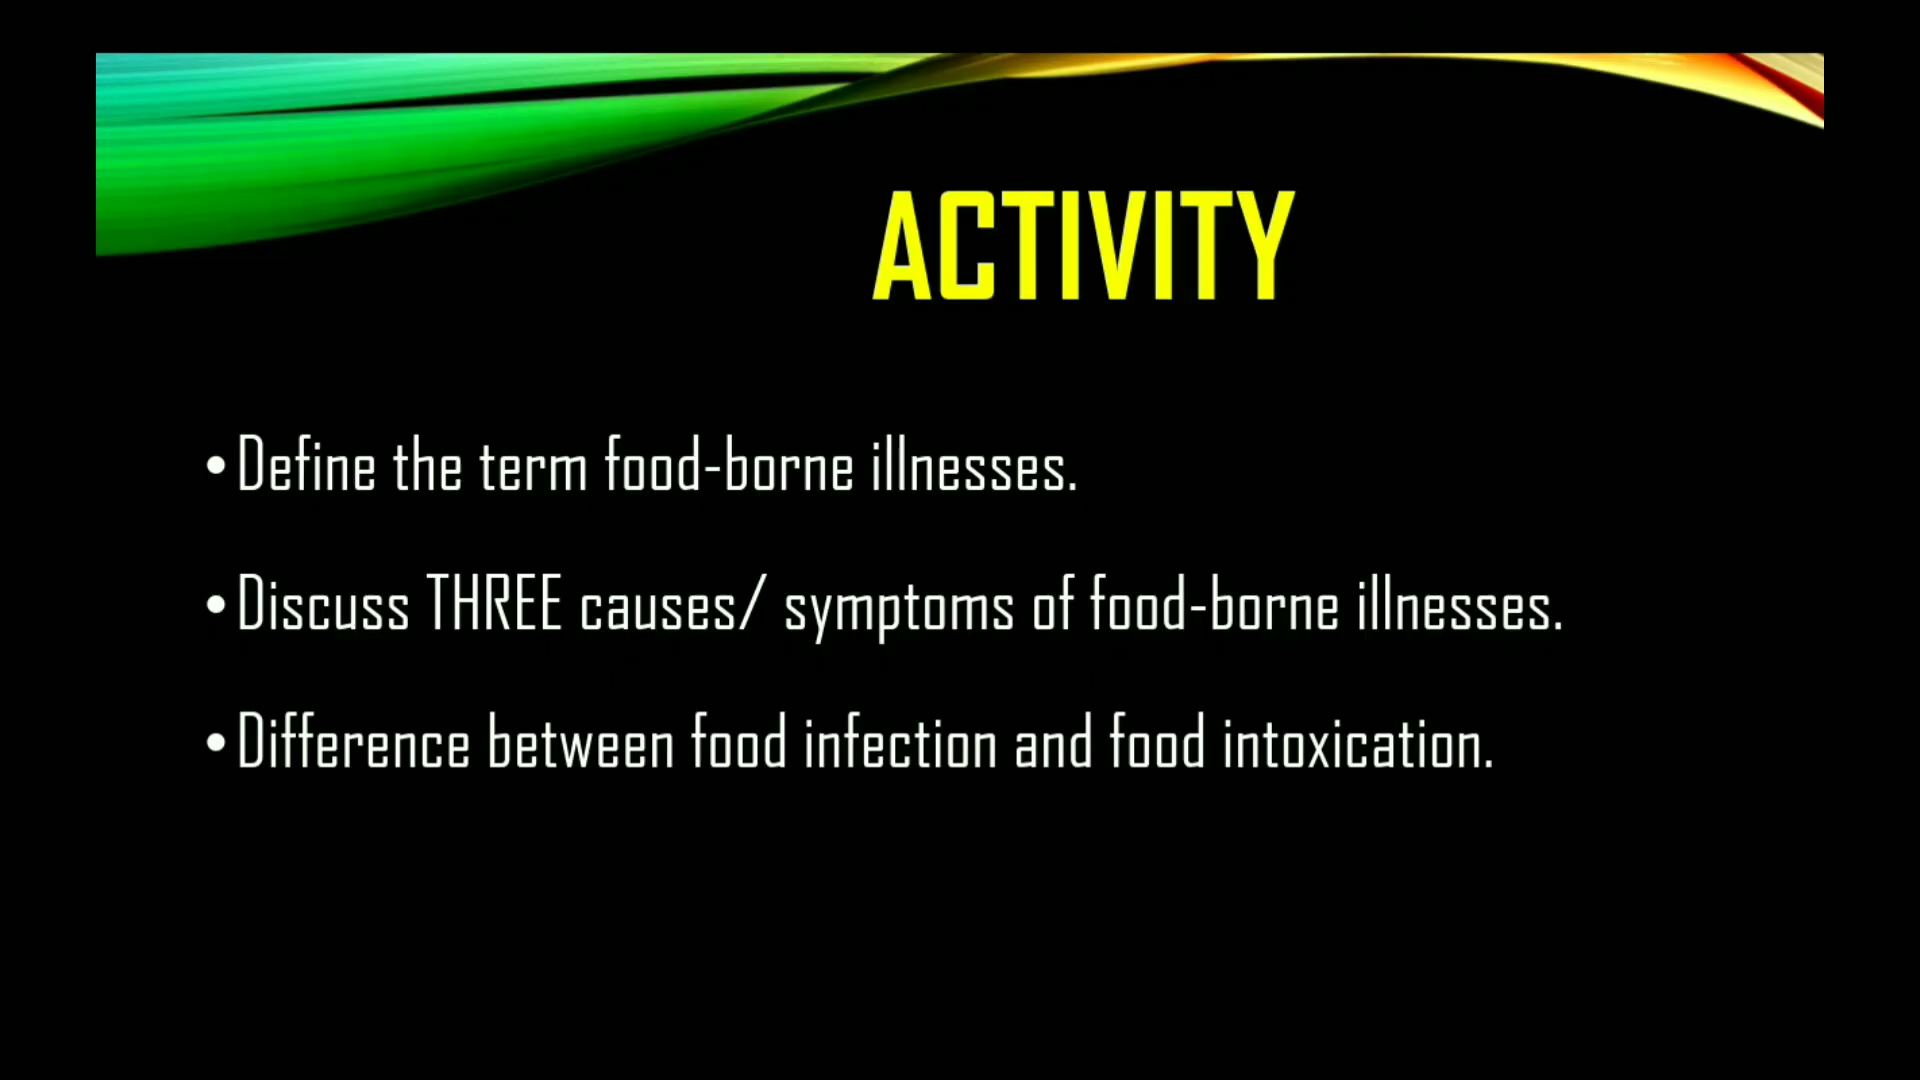 ACTIVITY
•Define the term food-borne illnesses.
•Discuss THREE causes/ symptoms of food-borne illnesses.
•Difference between food infection and food intoxication.